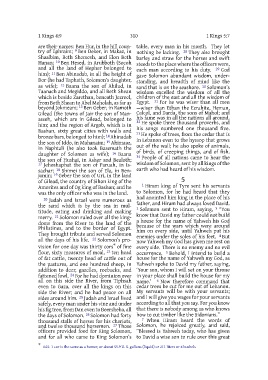 1 Kings 4:9
300
1 Kings 5:7
are their names: Ben Hur, in the hill coun-
try of Ephraim; 9 Ben Deker, in Makaz, in
Shaalbim, Beth Shemesh, and Elon Beth
Hanan; 10 Ben Hesed, in Arubboth (Socoh
and all the land of Hepher belonged to
him); 11 Ben Abinadab, in all the height of
Dor (he had Taphath, Solomon's daughter,
as wife); 12 Baana the son of Ahilud, in
Taanach and Megiddo, and all Beth Shean
which is beside Zarethan, beneath Jezreel,
from Beth Shean to Abel Meholah, as far as
beyond Jokmeam; 13 Ben Geber, in Ramoth
Gilead (the towns of Jair the son of Man-
asseh, which are in Gilead, belonged to
him; and the region of Argob, which is in
Bashan, sixty great cities with walls and
bronze bars, belonged to him); 14 Ahinadab
the son of Iddo, in Mahanaim; 15 Ahimaaz,
in Naphtali (he also took Basemath the
daughter of Solomon as wife); 16 Baana
the son of Hushai, in Asher and Bealoth;
17 Jehoshaphat the son of Paruah, in Is-
sachar; 18 Shimei the son of Ela, in Ben-
jamin; 19 Geber the son of Uri, in the land
of Gilead, the country of Sihon king of the
Amorites and of Og king of Bashan; and he
was the only officer who was in the land.
20 Judah and Israel were numerous as
the sand which is by the sea in mul-
titude, eating and drinking and making
merry. 21 Solomon ruled over all the king-
doms from the River to the land of the
Philistines, and to the border of Egypt.
They brought tribute and served Solomon
all the days of his life. 22 Solomon's pro-
vision for one day was thirty cors of fine
flour, sixty measures of meal, 23 ten head
of fat cattle, twenty head of cattle out of
the pastures, and one hundred sheep, in
addition to deer, gazelles, roebucks, and
fattened fowl. 24 For he had dominion over
all on this side the River, from Tiphsah
even to Gaza, over all the kings on this
side the River; and he had peace on all
sides around him. 25 Judah and Israel lived
safely, every man under his vine and under
his fig tree, from Dan even to Beersheba, all
the days of Solomon. 26 Solomon had forty
thousand stalls of horses for his chariots,
and twelve thousand horsemen. 27 Those
officers provided food for king Solomon,
and for all who came to King Solomon's
table, every man in his month. They let
nothing be lacking. 28 They also brought
barley and straw for the horses and swift
steeds to the place where the officers were,
each man according to his duty. 29 God
gave Solomon abundant wisdom, under-
standing, and breadth of mind like the
sand that is on the seashore. 30 Solomon's
wisdom excelled the wisdom of all the
children of the east and all the wisdom of
Egypt. 31 For he was wiser than all men
—wiser than Ethan the Ezrahite, Heman,
Calcol, and Darda, the sons of Mahol; and
his fame was in all the nations all around.
32 He spoke three thousand proverbs, and
his songs numbered one thousand five.
33 He spoke of trees, from the cedar that is
in Lebanon even to the hyssop that grows
out of the wall; he also spoke of animals,
of birds, of creeping things, and of fish.
34 People of all nations came to hear the
wisdom of Solomon, sent by all kings of the
earth who had heard of his wisdom.
5
1 Hiram king of Tyre sent his servants
to Solomon, for he had heard that they
had anointed him king in the place of his
father, and Hiram had always loved David.
2 Solomon sent to Hiram, saying, 3 "You
know that David my father could not build
a house for the name of Yahweh his God
because of the wars which were around
him on every side, until Yahweh put his
enemies under the soles of his feet. 4 But
now Yahweh my God has given me rest on
every side. There is no enemy and no evil
occurrence. 5 Behold, I intend to build a
house for the name of Yahweh my God, as
Yahweh spoke to David my father, saying,
'Your son, whom I will set on your throne
in your place shall build the house for my
name.' 6 Now therefore command that
cedar trees be cut for me out of Lebanon.
My servants will be with your servants;
and I will give you wages for your servants
according to all that you say. For you know
that there is nobody among us who knows
how to cut timber like the Sidonians."
7 When Hiram heard the words of
Solomon, he rejoiced greatly, and said,
"Blessed is Yahweh today, who has given
to David a wise son to rule over this great